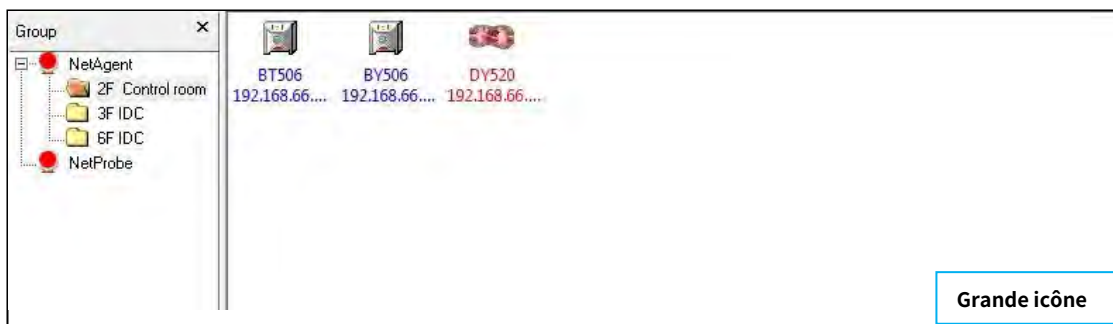 Group
NetAgent
2F Control room
3F IDC
6F IDC
NetProbe
BT506 BY506 DY520
192.168.66.... 192.168.66.... 192.168.66....
Grande icône